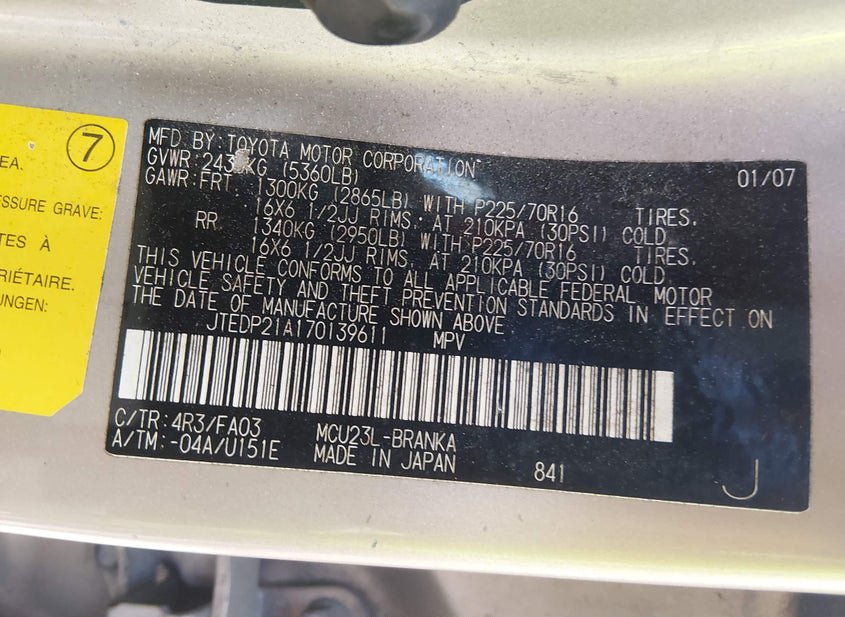 7
EA.
ESSURE GRAVE:
TES À
RIÉTAIRE.
UNGEN:
MFD. BY: TOYOTA MOTOR CORPORATION 01/07
(5360LB)
GAWR: FRT. 1300KG (2865LB) WITH P225/70R16 TIRES,
16X6 1/2JJ RIMS, AT 210KPA (30PSI) COLD
RR. 1340KG (2950LB) WITH P225/70R16 TIRES,
16X6 1/2JJ RIMS, AT 210KPA (30PSI) COLD
THIS VEHICLE CONFORMS TO ALL APPLICABLE FEDERAL MOTOR
VEHICLE SAFETY AND THEFT PREVENTION STANDARDS IN EFFECT ON
THE DATE OF MANUFACTURE SHOWN ABOVE.
JTEDP21A170139611 MPV
C/TR: 4R3/FA03 MCU23L-BRANKA
A/TM: -04A/U151E MADE IN JAPAN 841 J